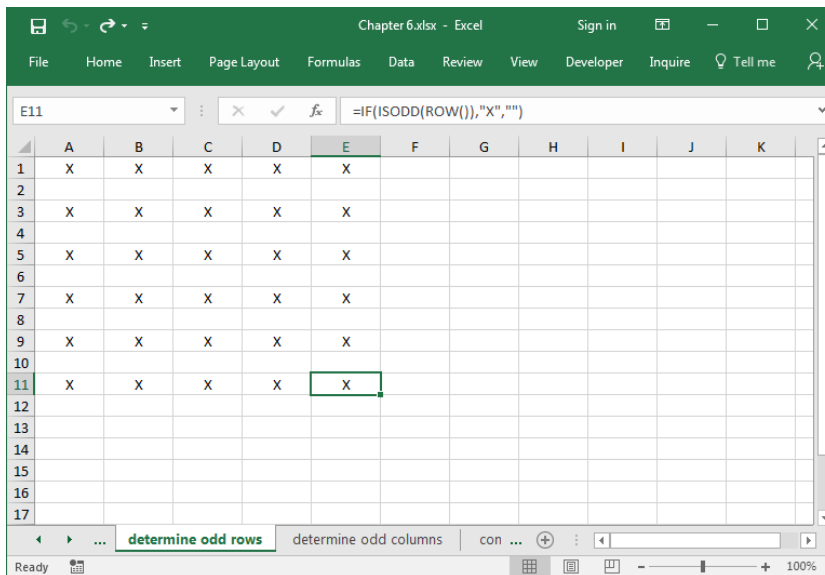 Chapter 6.xlsx - Excel Sign in
File Home Insert Page Layout Formulas Data Review View Developer Inquire Tell me
E11 fx =IF(ISODD(ROW()),"X","")
A B C D E F G H I J K
1 X X X X X
2
3 X X X X X
4
5 X X X X X
6
7 X X X X X
8
9 X X X X X
10
11 X X X X X
12
13
14
15
16
17
... determine odd rows determine odd columns con ...
Ready 100%